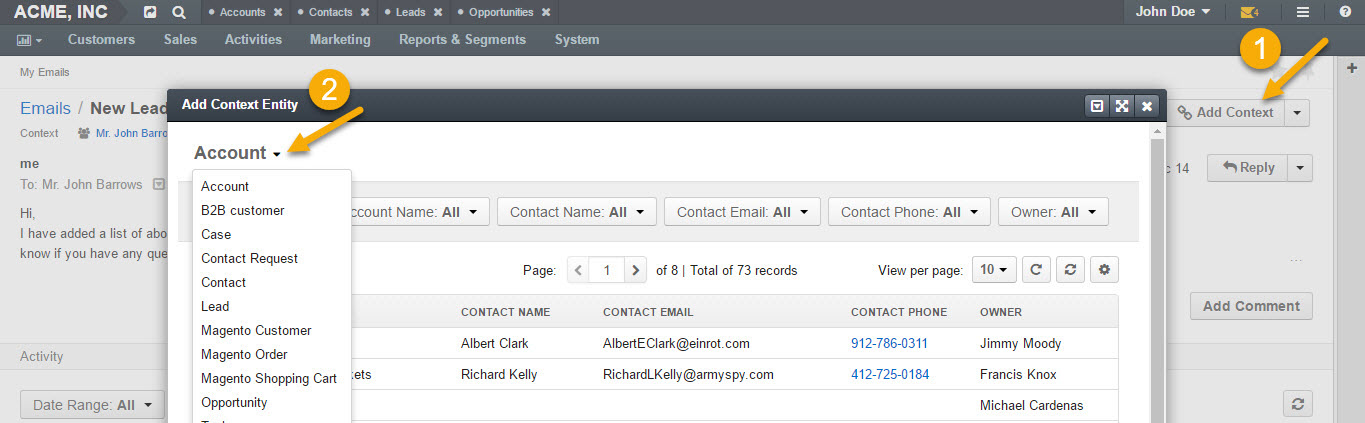 ACME, INC
Accounts × Contacts × Leads × Opportunities ×
John Doe
4
Customers Sales Activities Marketing Reports & Segments System
1
My Emails
2
Add Context Entity
Emails / New Lead
Add Context
Context Mr. John Barro
Account
me
14
Reply
To: Mr. John Barrows
Account
B2B customer
ccount Name: All
Contact Name: All
Contact Email: All
Contact Phone: All
Owner: All
Hi,
I have added a list of abo
know if you have any que
...
Case
Contact Request
Contact
Lead
Magento Customer
Magento Order
Magento Shopping Cart
Opportunity
Page: 1 of 8 | Total of 73 records
View per page: 10
Add Comment
CONTACT NAME CONTACT EMAIL CONTACT PHONE OWNER
Albert Clark AlbertEClark@einrot.com 912-786-0311 Jimmy Moody
kets Richard Kelly RichardLKelly@armyspy.com 412-725-0184 Francis Knox
Michael Cardenas
Activity
Date Range: All